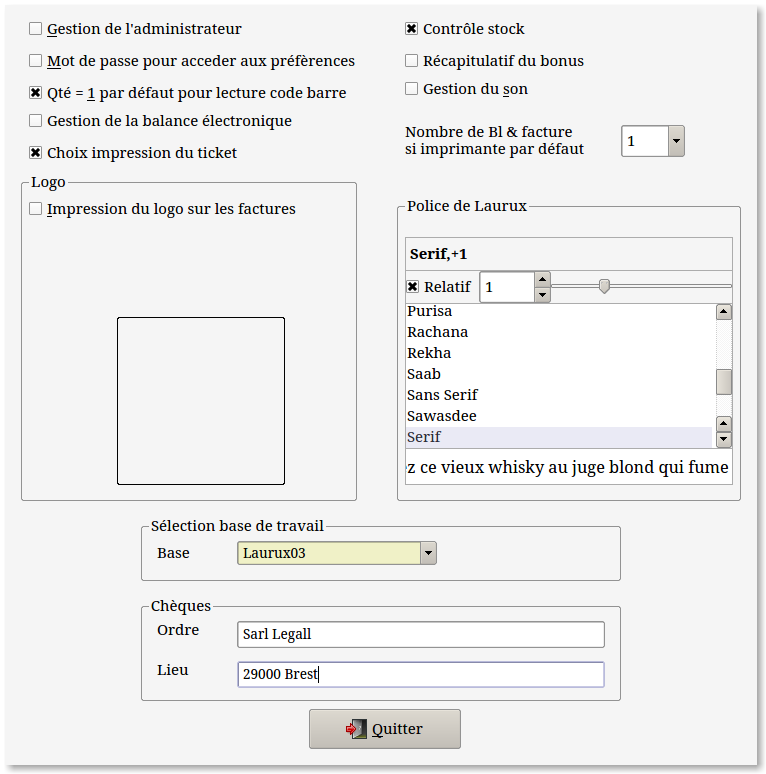 Gestion de l'administrateur
Mot de passe pour acceder aux préfèrences
Qté = 1 par défaut pour lecture code barre
Gestion de la balance électronique
Choix impression du ticket
Contrôle stock
Récapitulatif du bonus
Gestion du son
Nombre de Bl & facture
si imprimante par défaut
1
Logo
Impression du logo sur les factures
Police de Laurux
Serif,+1
Relatif 1
Purisa
Rachana
Rekha
Saab
Sans Serif
Sawasdee
Serif
ez ce vieux whisky au juge blond qui fume
Sélection base de travail
Base Laurux03
Chèques
Ordre Sarl Legall
Lieu 29000 Brest
Quitter